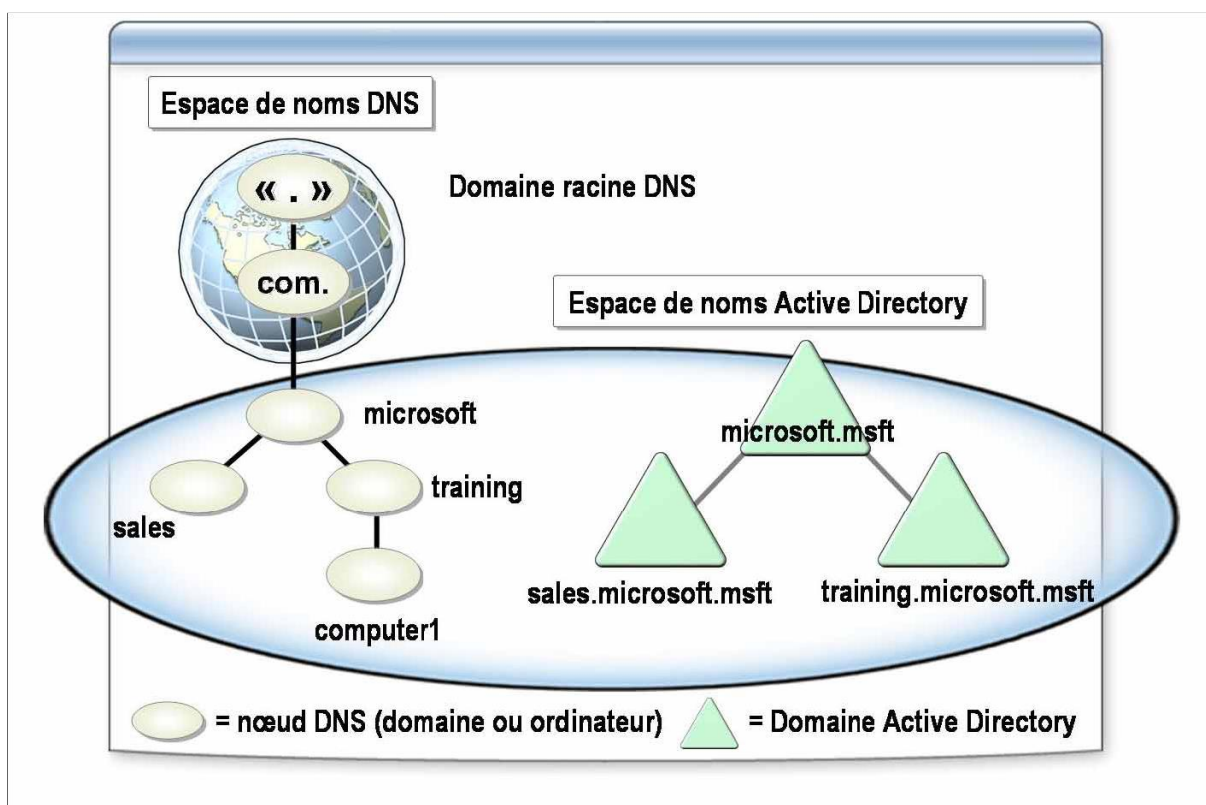 Espace de noms DNS
« . »
Domaine racine DNS
com.
Espace de noms Active Directory
microsoft
microsoft.msft
sales
training
sales.microsoft.msft
training.microsoft.msft
computer1
= nœud DNS (domaine ou ordinateur)
= Domaine Active Directory